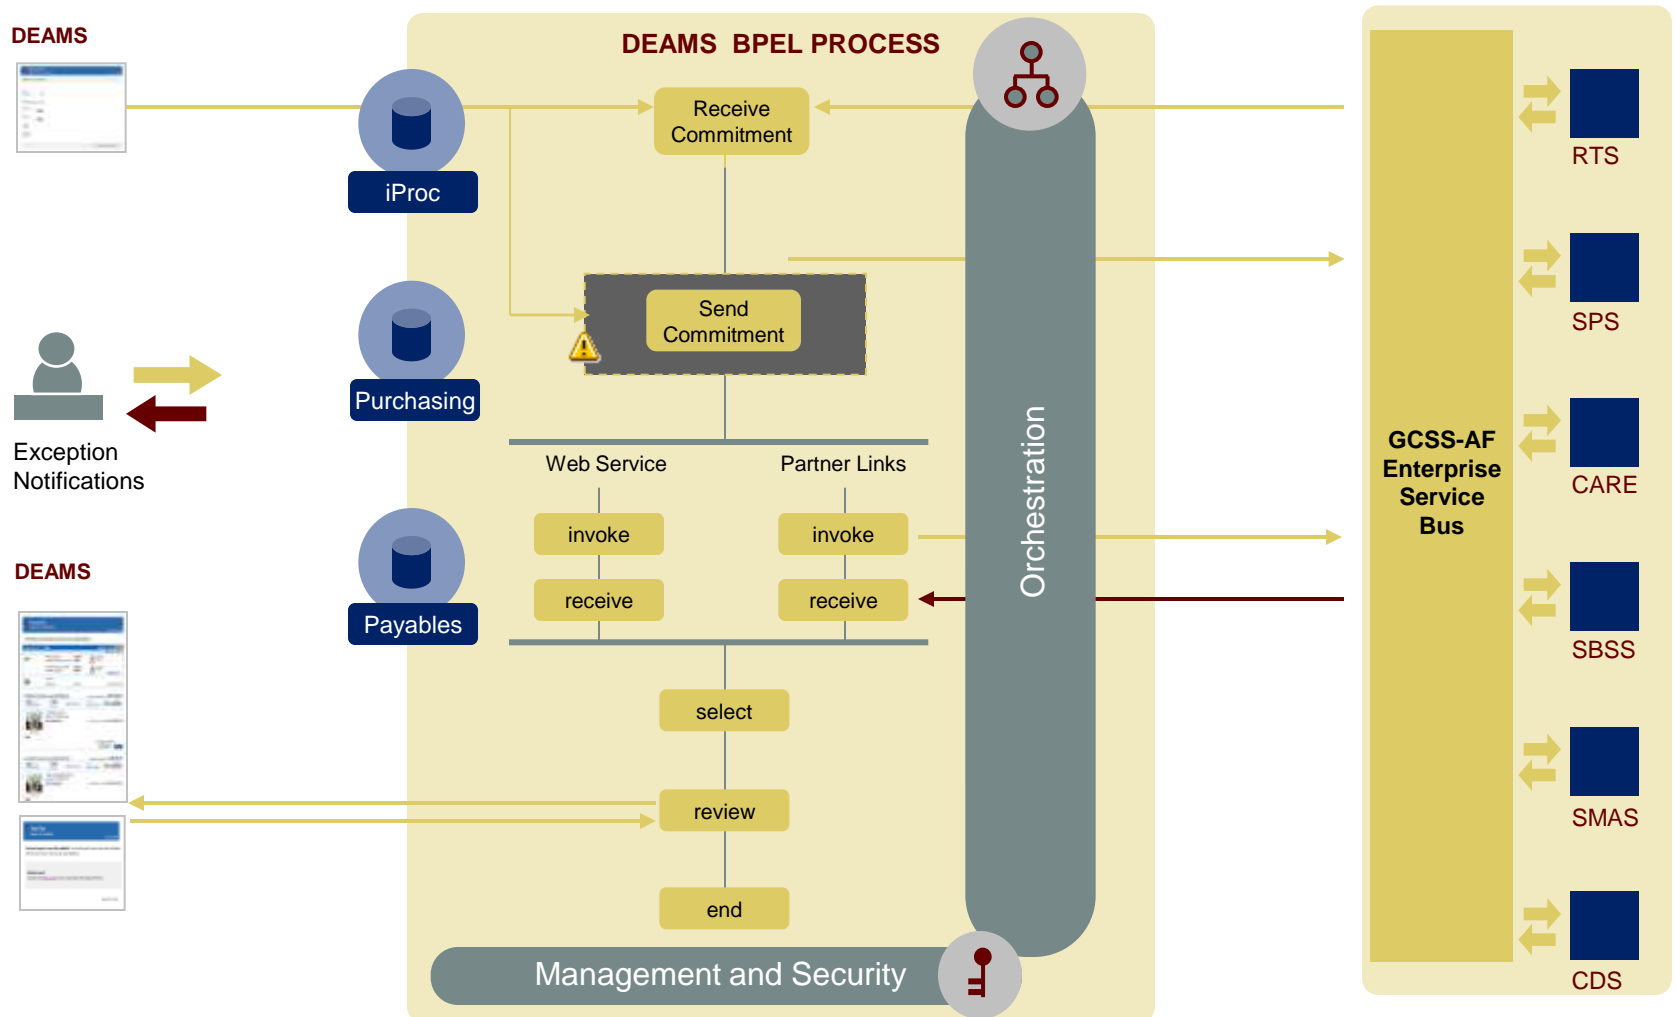 DEAMS
DEAMS BPEL PROCESS
Receive
Commitment
iProc
RTS
Send
Commitment
SPS
Purchasing
Exception
Notifications
Web Service
Partner Links
Orchestration
GCSS-AF
Enterprise
Service
Bus
CARE
invoke
invoke
DEAMS
receive
receive
Payables
SBSS
select
review
SMAS
end
Management and Security
CDS